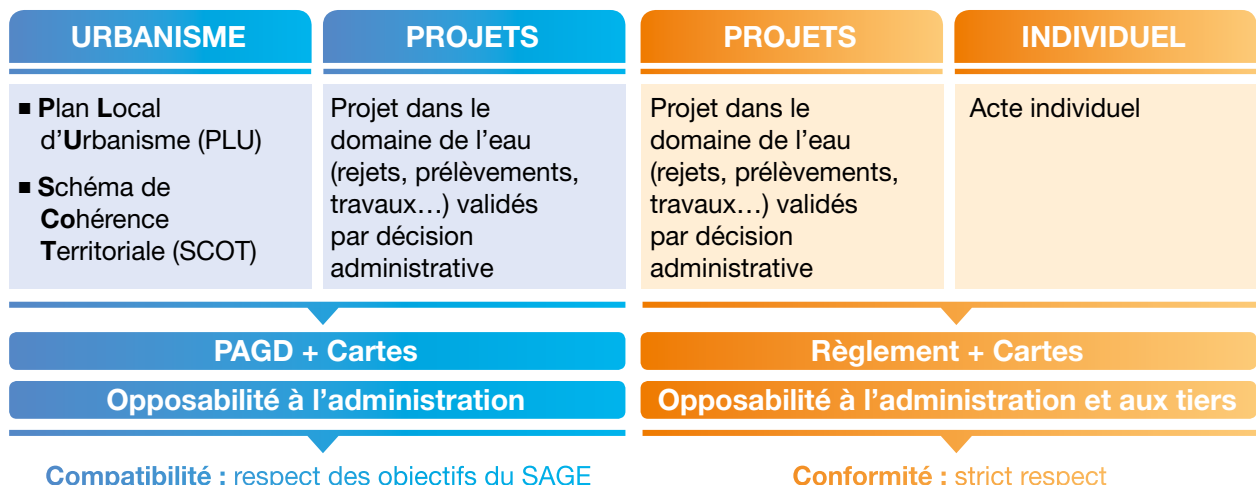 URBANISME
PROJETS
PROJETS
INDIVIDUEL
■ Plan Local
d’Urbanisme (PLU)
■ Schéma de
Cohérence
Territoriale (SCOT)
Projet dans le
domaine de l’eau
(rejets, prélèvements,
travaux…) validés
par décision
administrative
Projet dans le
domaine de l’eau
(rejets, prélèvements,
travaux…) validés
par décision
administrative
Acte individuel
PAGD + Cartes
Opposabilité à l’administration
Compatibilité : respect des objectifs du SAGE
Règlement + Cartes
Opposabilité à l’administration et aux tiers
Conformité : strict respect